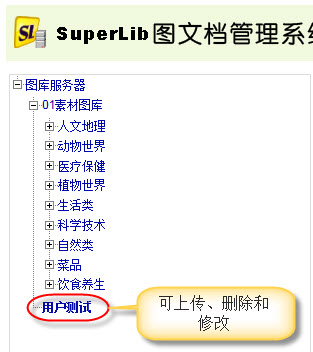 SL
SuperLib图文档管理系统
图库服务器
01素材图库
人文地理
动物世界
医疗保健
植物世界
生活类
科学技术
自然类
菜品
饮食养生
用户测试
可上传、删除和
修改